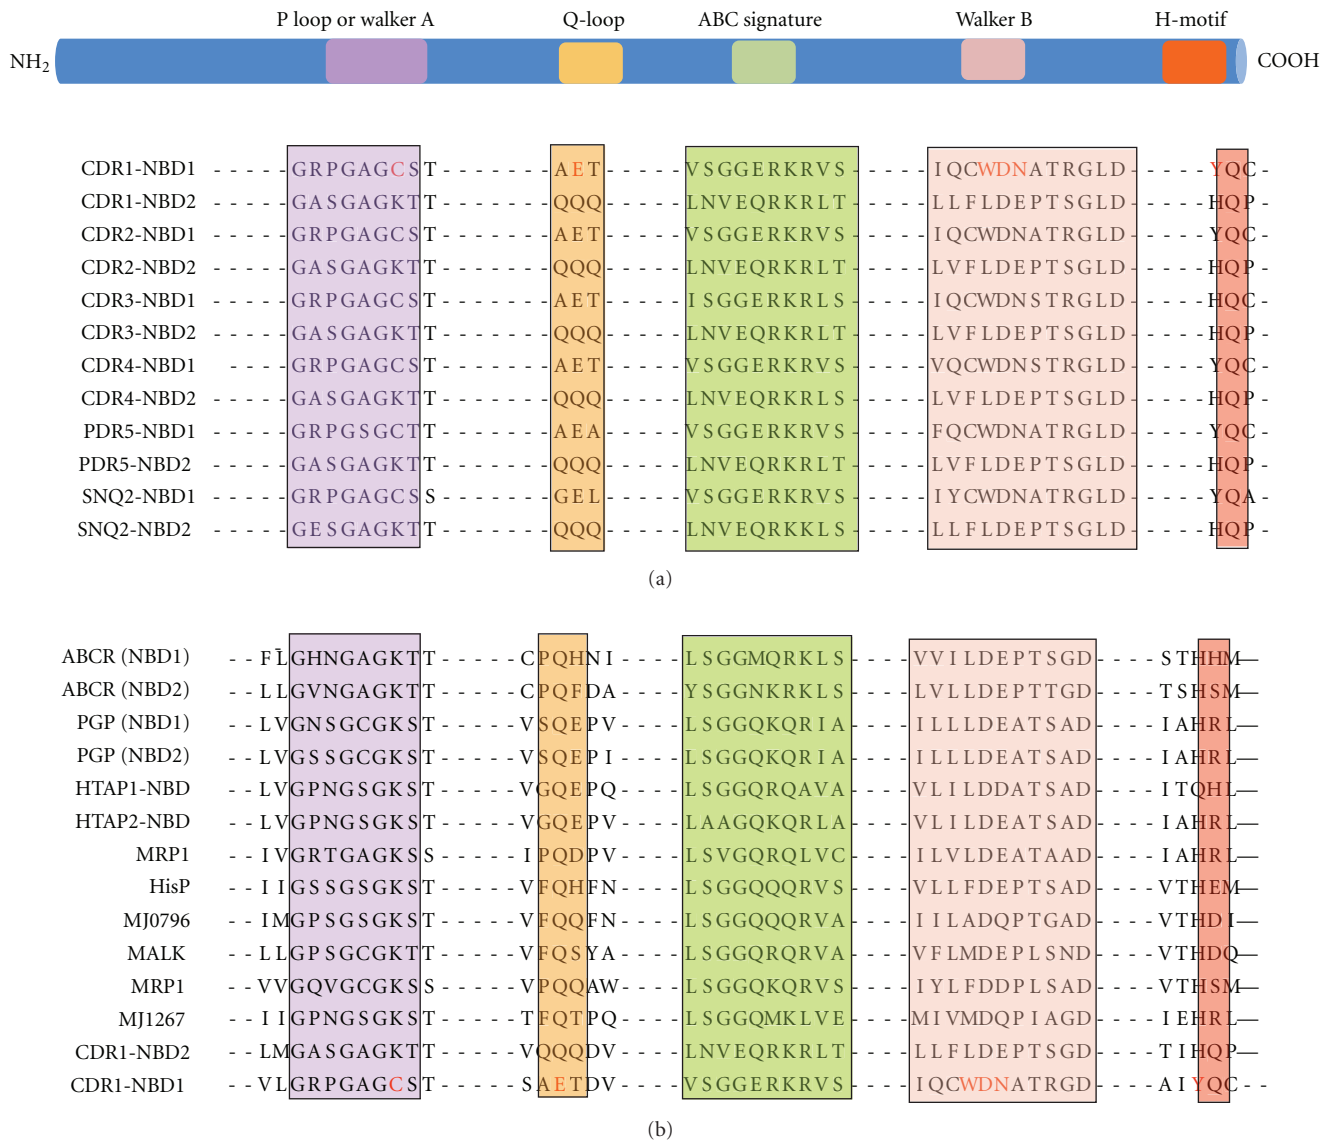 P loop or walker A Q-loop ABC signature Walker B H-motif
NH2 COOH
CDR1-NBD1 - - - - - GRPGAGCST - - - - - - - AET - - - - - VSGGERKRVS - - - - - IQCWDNATRGLD - - - - - YQC -
CDR1-NBD2 - - - - - GASGAGKTT - - - - - - - QQQ - - - - - LNVEQRKRLT - - - - - LLFLDEPTSGLD - - - - - HQP -
CDR2-NBD1 - - - - - GRPGAGCST - - - - - - - AET - - - - - VSGGERKRVS - - - - - IQCWDNATRGLD - - - - - YQC -
CDR2-NBD2 - - - - - GASGAGKTT - - - - - - - QQQ - - - - - LNVEQRKRLT - - - - - LVFLDEPTSGLD - - - - - HQP -
CDR3-NBD1 - - - - - GRPGAGCST - - - - - - - AET - - - - - ISGGERKRLS - - - - - IQCWDNSTRGLD - - - - - HQC -
CDR3-NBD2 - - - - - GASGAGKTT - - - - - - - QQQ - - - - - LNVEQRKRLT - - - - - LVFLDEPTSGLD - - - - - HQP -
CDR4-NBD1 - - - - GRPGAGCST - - - - - - - AET - - - - - VSGGERKRVS - - - - - VQCWDNATRGLD - - - - - YQC -
CDR4-NBD2 - - - - - GASGAGKTT - - - - - - - QQQ - - - - - LNVEQRKRLS - - - - - LVFLDEPTSGLD - - - - - HQP -
PDR5-NBD1 - - - - - GRPGSGCTT - - - - - - - AEA - - - - - VSGGERKRVS - - - - - FQCWDNATRGLD - - - - - YQC -
PDR5-NBD2 - - - - - GASGAGKTT - - - - - - - QQQ - - - - - LNVEQRKRLT - - - - - LVFLDEPTSGLD - - - - - HQP -
SNQ2-NBD1 - - - - - GRPGAGCSS - - - - - - - GEL - - - - - VSGGERKRVS - - - - - IYCWDNATRGLD - - - - - YQA -
SNQ2-NBD2 - - - - - GESGAGKTT - - - - - - - QQQ - - - - - LNVEQRKKLS - - - - - LLFLDEPTSGLD - - - - - HQP -
(a)
ABCR (NBD1) - - FLGHNGAGKTT - - - - - CPQHNI - - - - LSGGMQRKLS - - - - VVILDEPTSGD - - - - STHHM—
ABCR (NBD2) - - LLGVNGAGKTT - - - - - CPQFDA - - - - YSGGNKRKLS - - - - LVLLDEPTTGD - - - - TSHSM—
PGP (NBD1) - - LVGNSGCGKST - - - - - VSQEPV - - - - LSGGQKQRIA - - - - ILLLDEATSAD - - - - IAHRL—
PGP (NBD2) - - LVGSSGCGKST - - - - - VSQEPI - - - - LSGGQKQRIA - - - - ILLLDEATSAD - - - - IAHRL—
HTAP1-NBD - - LVGPNGSGKST - - - - - VGQEPQ - - - - LSGGQRQAVA - - - - VLILDDATSAD - - - - ITQHL—
HTAP2-NBD - - LVGPNGSGKST - - - - - VGQEPV - - - - LAAGQKQRLA - - - - VLILDEATSAD - - - - IAHRL—
MRP1 - - IVGRTGAGKSS - - - - - IPQDPV - - - - LSVGQRQLVC - - - - ILVLDEATAAD - - - - IAHRL—
HisP - - IIGSSGSGKST - - - - - VFQHFN - - - - LSGGQQQRVS - - - - VLLFDEPTSAD - - - - VTHEM—
MJ0796 - - IMGPSGSGKST - - - - - VFQQFN - - - - LSGGQQQRVA - - - - IILADQPTGAD - - - - VTHDI—
MALK - - LLGPSGCGKTT - - - - - VFQSYA - - - - LSGGQRQRVA - - - - VFLMDEPLSND - - - - VTHDQ—
MRP1 - - VVGQVGCGKSS - - - - - VPQQAW - - - - LSGGQKQRVS - - - - IYLFDDPLSAD - - - - VTHSM—
MJ1267 - - IIGPNGSGKST - - - - - TFQTPQ - - - - LSGGQMKLVE - - - - MIVMDQPIAGD - - - - IEHRL—
CDR1-NBD2 - - LMGASGAGKTT - - - - - VQQQDV - - - - LNVEQRKRLT - - - - LLFLDEPTSGD - - - - TIHQP—
CDR1-NBD1 - - VLGRPGAGCST - - - - - SAETDV - - - - VSGGERKRVS - - - - IQCWDNATRGD - - - - AIYQC - -
(b)